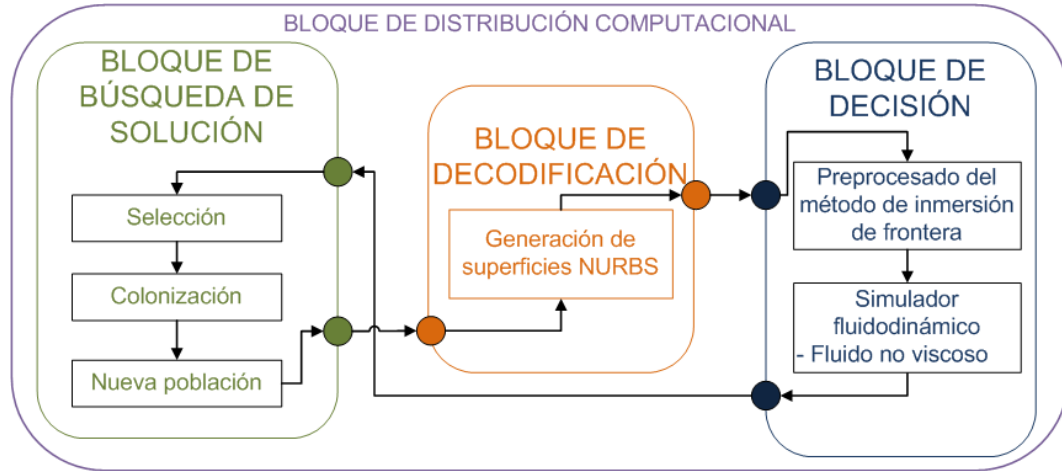 BLOQUE DE DISTRIBUCIÓN COMPUTACIONAL
BLOQUE DE
BÚSQUEDA DE
SOLUCIÓN
Selección
Colonización
Nueva población
BLOQUE DE
DECODIFICACIÓN
Generación de
superficies NURBS
BLOQUE DE
DECISIÓN
Preprocesado del
método de inmersión
de frontera
Simulador
fluidodinámico
- Fluido no viscoso